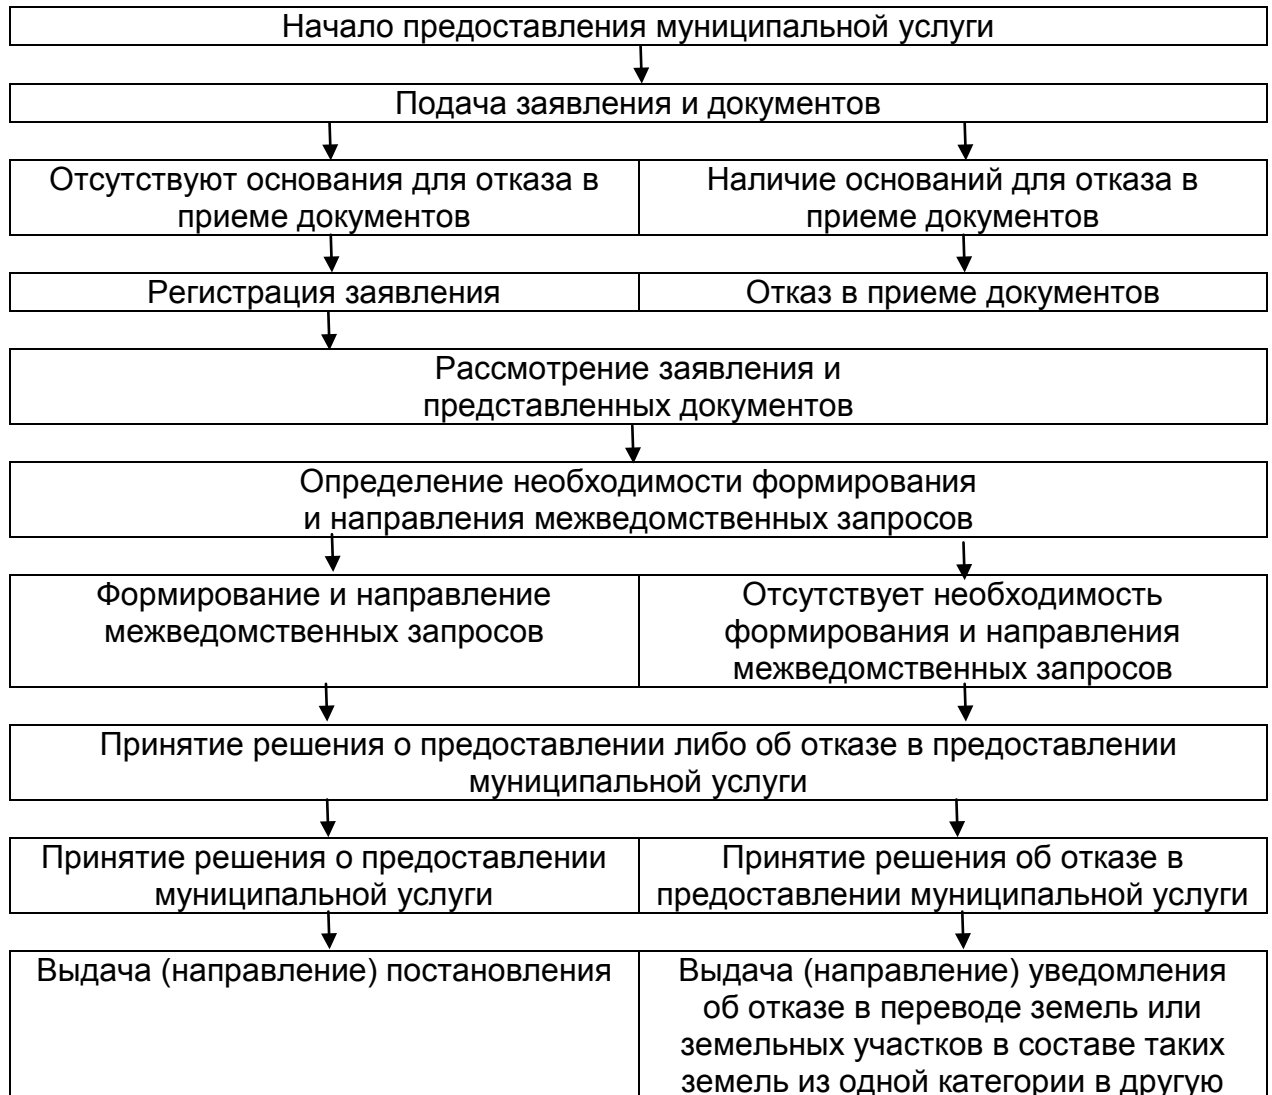 Начало предоставления муниципальной услуги
Подача заявления и документов
Отсутствуют основания для отказа в
приеме документов
Наличие оснований для отказа в
приеме документов
Регистрация заявления
Отказ в приеме документов
Рассмотрение заявления и
представленных документов
Определение необходимости формирования
и направления межведомственных запросов
Формирование и направление
межведомственных запросов
Отсутствует необходимость
формирования и направления
межведомственных запросов
Принятие решения о предоставлении либо об отказе в предоставлении
муниципальной услуги
Принятие решения о предоставлении
муниципальной услуги
Принятие решения об отказе в
предоставлении муниципальной услуги
Выдача (направление) постановления
Выдача (направление) уведомления
об отказе в переводе земель или
земельных участков в составе таких
земель из одной категории в другую